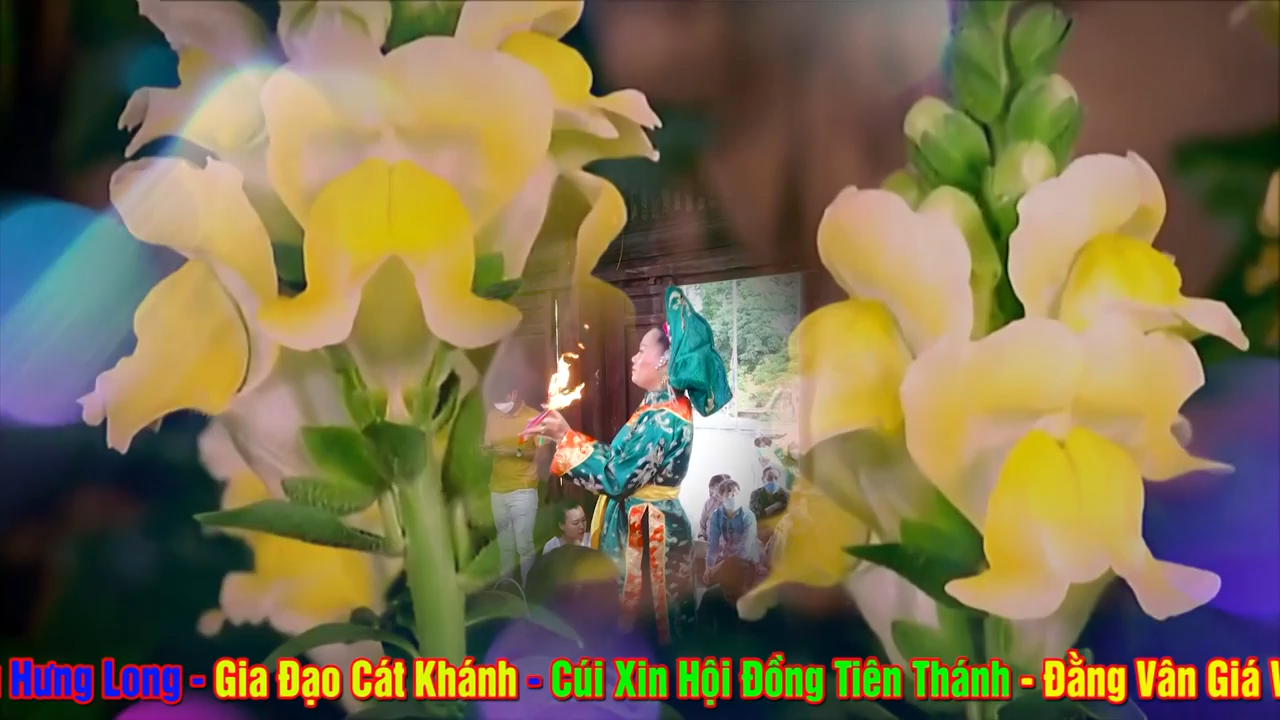 Hưng Long - Gia Đạo Cát Khánh - Cúi Xin Hội Đồng Tiên Thánh - Đằng Vân Giá